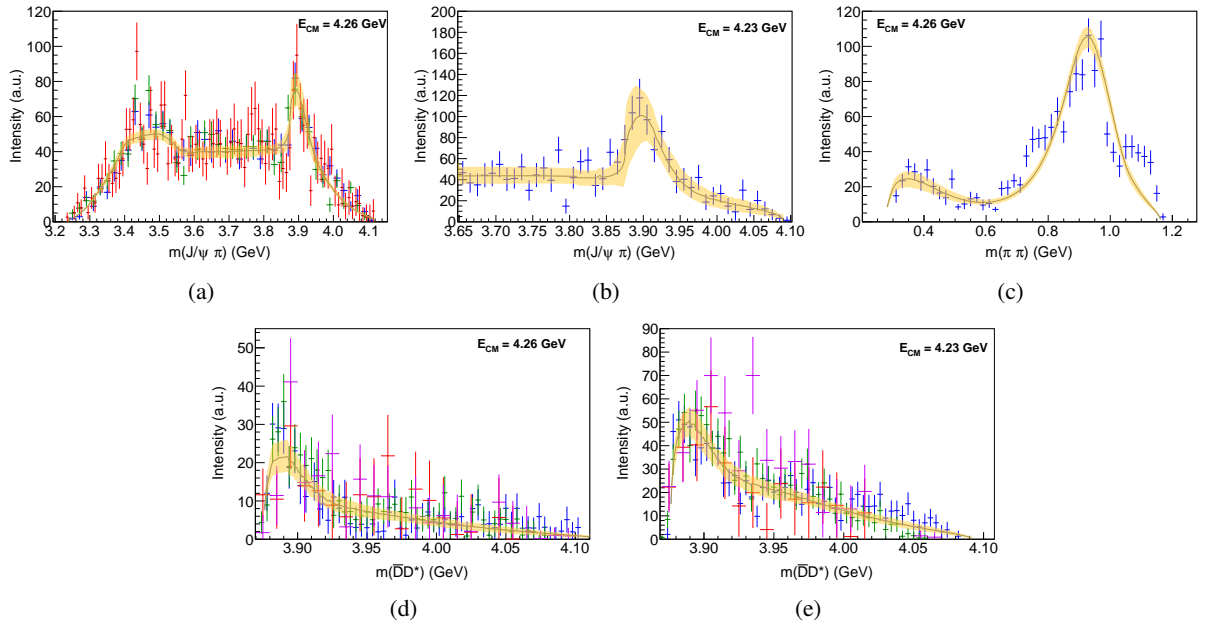 E_CM = 4.26 GeV
Intensity (a.u.)
0 20 40 60 80 100 120
3.2 3.3 3.4 3.5 3.6 3.7 3.8 3.9 4.0 4.1
m(J/ψ π) (GeV)
(a)
E_CM = 4.23 GeV
Intensity (a.u.)
0 20 40 60 80 100 120 140 160 180 200
3.65 3.70 3.75 3.80 3.85 3.90 3.95 4.00 4.05 4.10
m(J/ψ π) (GeV)
(b)
E_CM = 4.26 GeV
Intensity (a.u.)
0 20 40 60 80 100 120
0.4 0.6 0.8 1.0 1.2
m(π π) (GeV)
(c)
E_CM = 4.26 GeV
Intensity (a.u.)
0 10 20 30 40 50
3.90 3.95 4.00 4.05 4.10
m(D̅D*) (GeV)
(d)
E_CM = 4.23 GeV
Intensity (a.u.)
0 10 20 30 40 50 60 70 80 90
3.90 3.95 4.00 4.05 4.10
m(D̅D*) (GeV)
(e)